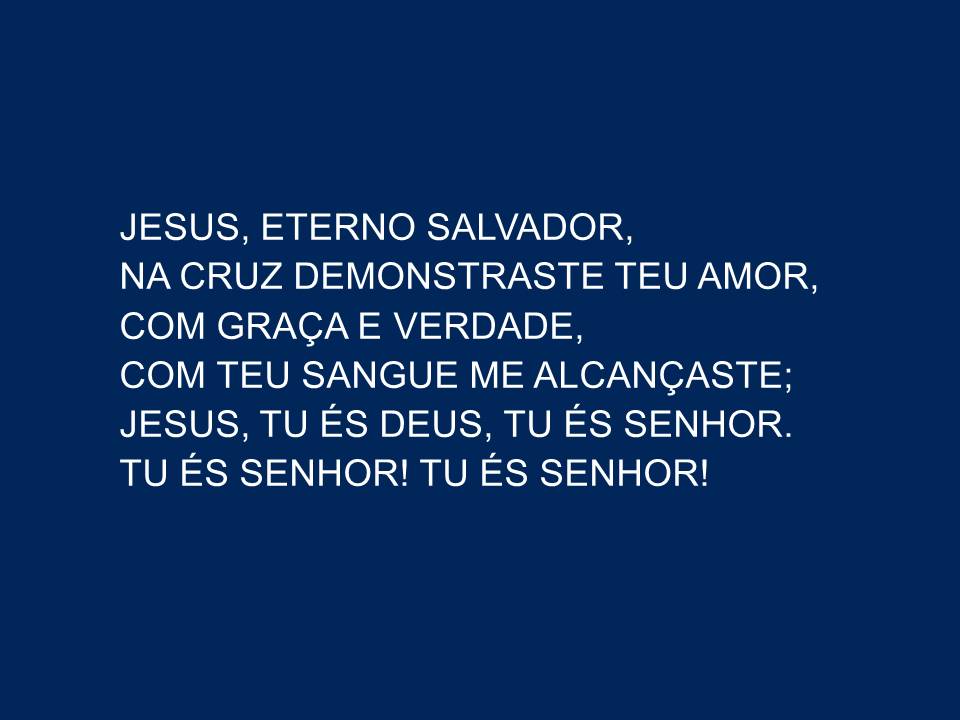 JESUS, ETERNO SALVADOR,
NA CRUZ DEMONSTRASTE TEU AMOR,
COM GRAÇA E VERDADE,
COM TEU SANGUE ME ALCANÇASTE;
JESUS, TU ÉS DEUS, TU ÉS SENHOR.
TU ÉS SENHOR! TU ÉS SENHOR!